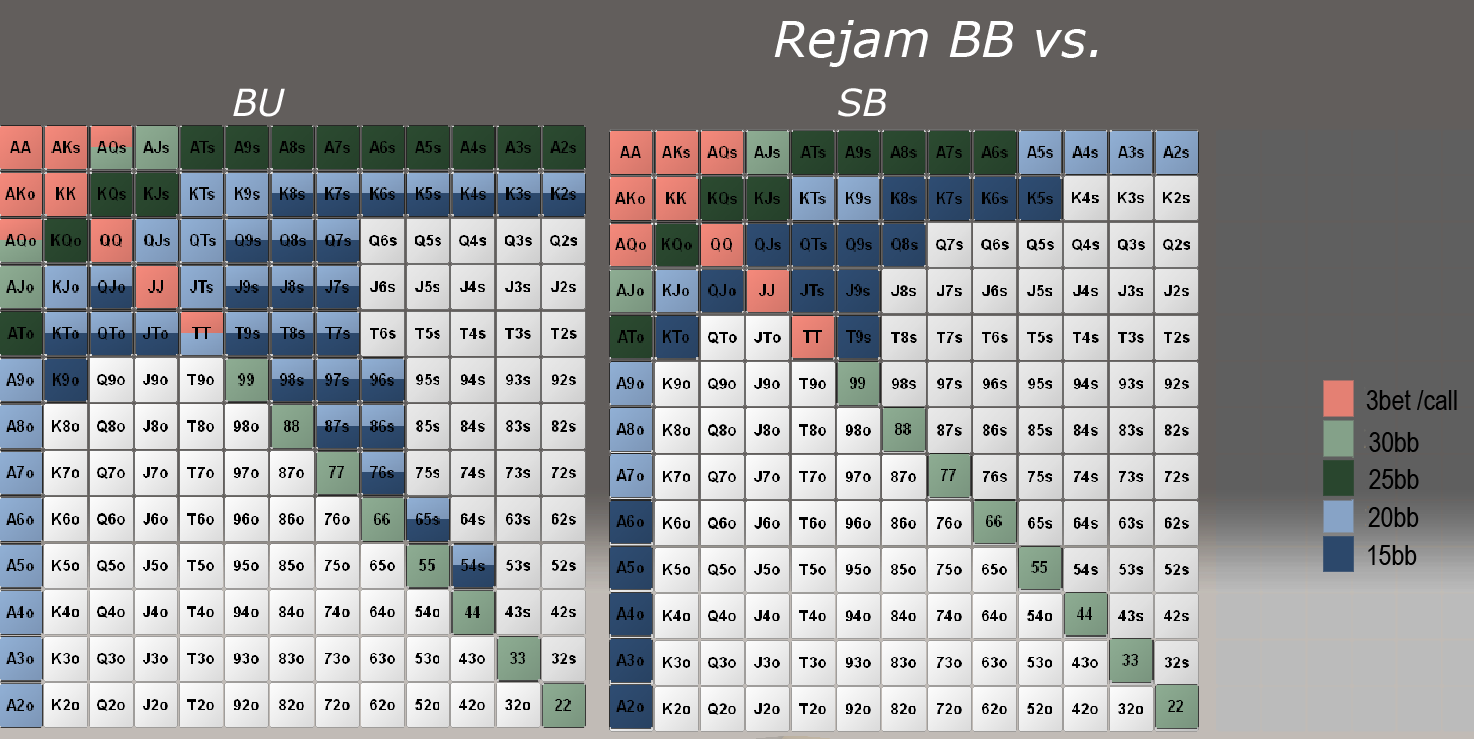 Rejam BB vs.
BU
AA AKs AQs AJs ATs A9s A8s A7s A6s A5s A4s A3s A2s
AKo KK KQs KJs KTs K9s K8s K7s K6s K5s K4s K3s K2s
AQo KQo QQ QJs QTs Q9s Q8s Q7s Q6s Q5s Q4s Q3s Q2s
AJo KJo QJo JJ JTs J9s J8s J7s J6s J5s J4s J3s J2s
ATo KTo QTo JTo TT T9s T8s T7s T6s T5s T4s T3s T2s
A9o K9o Q9o J9o T9o 99 98s 97s 96s 95s 94s 93s 92s
A8o K8o Q8o J8o T8o 98o 88 87s 86s 85s 84s 83s 82s
A7o K7o Q7o J7o T7o 97o 87o 77 76s 75s 74s 73s 72s
A6o K6o Q6o J6o T6o 96o 86o 76o 66 65s 64s 63s 62s
A5o K5o Q5o J5o T5o 95o 85o 75o 65o 55 54s 53s 52s
A4o K4o Q4o J4o T4o 94o 84o 74o 64o 54o 44 43s 42s
A3o K3o Q3o J3o T3o 93o 83o 73o 63o 53o 43o 33 32s
A2o K2o Q2o J2o T2o 92o 82o 72o 62o 52o 42o 32o 22
SB
AA AKs AQs AJs ATs A9s A8s A7s A6s A5s A4s A3s A2s
AKo KK KQs KJs KTs K9s K8s K7s K6s K5s K4s K3s K2s
AQo KQo QQ QJs QTs Q9s Q8s Q7s Q6s Q5s Q4s Q3s Q2s
AJo KJo QJo JJ JTs J9s J8s J7s J6s J5s J4s J3s J2s
ATo KTo QTo JTo TT T9s T8s T7s T6s T5s T4s T3s T2s
A9o K9o Q9o J9o T9o 99 98s 97s 96s 95s 94s 93s 92s
A8o K8o Q8o J8o T8o 98o 88 87s 86s 85s 84s 83s 82s
A7o K7o Q7o J7o T7o 97o 87o 77 76s 75s 74s 73s 72s
A6o K6o Q6o J6o T6o 96o 86o 76o 66 65s 64s 63s 62s
A5o K5o Q5o J5o T5o 95o 85o 75o 65o 55 54s 53s 52s
A4o K4o Q4o J4o T4o 94o 84o 74o 64o 54o 44 43s 42s
A3o K3o Q3o J3o T3o 93o 83o 73o 63o 53o 43o 33 32s
A2o K2o Q2o J2o T2o 92o 82o 72o 62o 52o 42o 32o 22
3bet /call
30bb
25bb
20bb
15bb